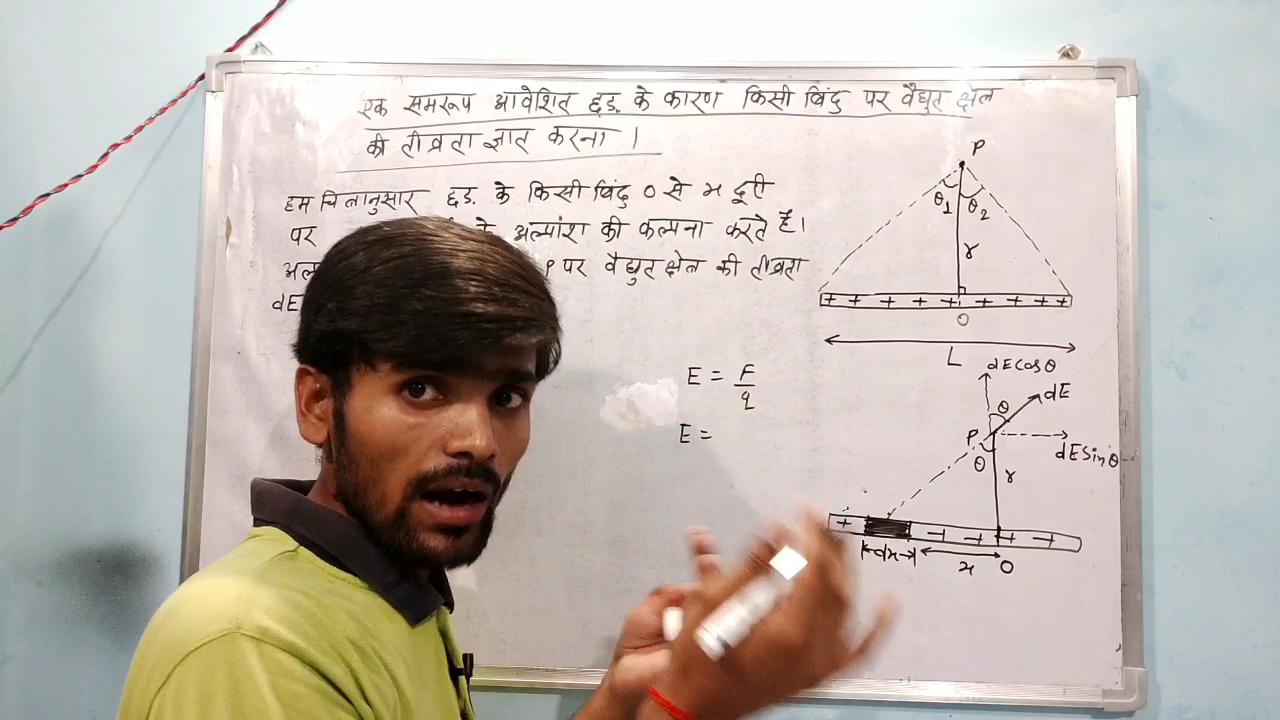 एक समरूप आवेशित छड़ के कारण किसी बिंदु पर वैद्युत क्षेत्र
की तीव्रता ज्ञात करना ।
हम चित्रानुसार छड़ के किसी बिंदु O से x दूरी
पर अल्पांश की कल्पना करते हैं।
P पर वैद्युत क्षेत्र की तीव्रता
dE
E = F/q
E =
P
θ1 θ2
r
+ + + + + + + + +
O
L
dE cosθ
dE
θ
P
dE sinθ
θ
r
+ + + + +
dx x O